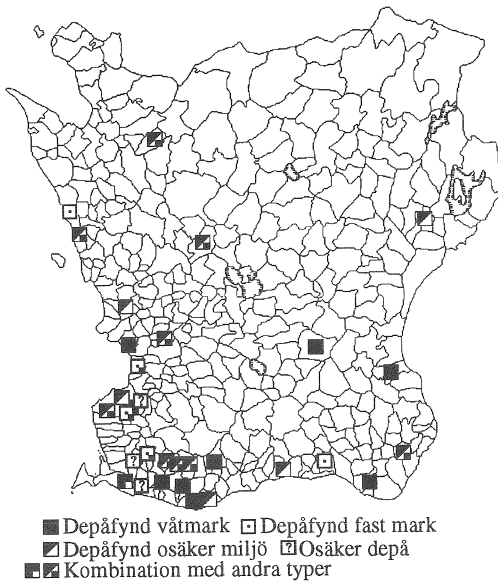 Depåfynd våtmark Depåfynd fast mark
Depåfynd osäker miljö ? Osäker depå
Kombination med andra typer